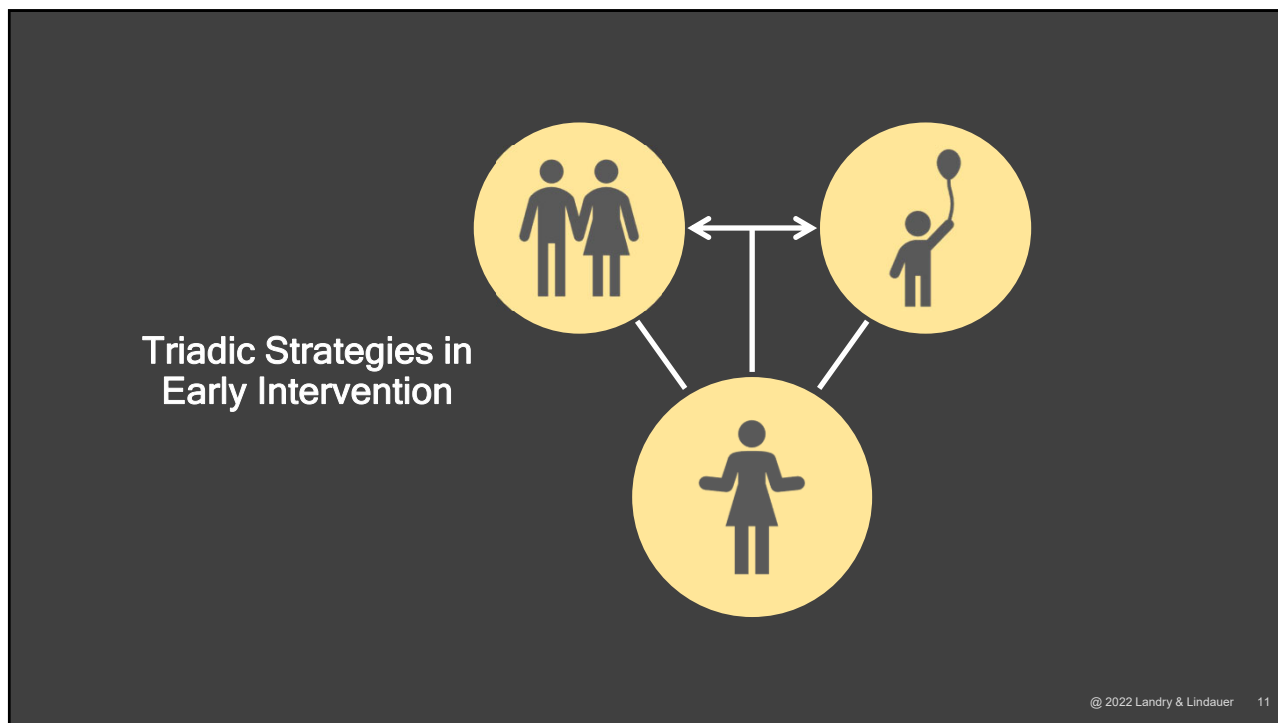 Triadic Strategies in
Early Intervention
@ 2022 Landry & Lindauer 11